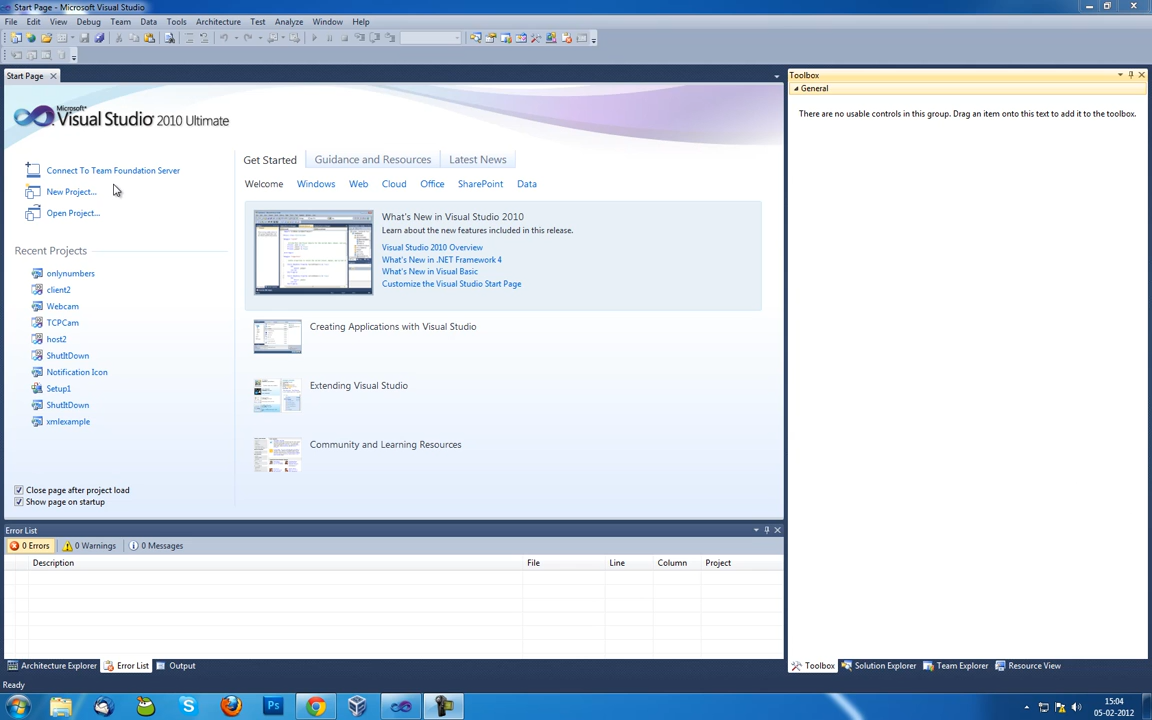 Start Page - Microsoft Visual Studio
File Edit View Debug Team Data Tools Architecture Test Analyze Window Help
Start Page
Microsoft®
Visual Studio® 2010 Ultimate
Connect To Team Foundation Server
New Project...
Open Project...
Recent Projects
onlynumbers
client2
Webcam
TCPCam
host2
ShutItDown
Notification Icon
Setup1
ShutItDown
xmlexample
Close page after project load
Show page on startup
Get Started Guidance and Resources Latest News
Welcome Windows Web Cloud Office SharePoint Data
What's New in Visual Studio 2010
Learn about the new features included in this release.
Visual Studio 2010 Overview
What's New in .NET Framework 4
What's New in Visual Basic
Customize the Visual Studio Start Page
Creating Applications with Visual Studio
Extending Visual Studio
Community and Learning Resources
Toolbox
General
There are no usable controls in this group. Drag an item onto this text to add it to the toolbox.
Error List
0 Errors 0 Warnings 0 Messages
Description File Line Column Project
Architecture Explorer Error List Output
Toolbox Solution Explorer Team Explorer Resource View
Ready
Ps
15:04
05-02-2012